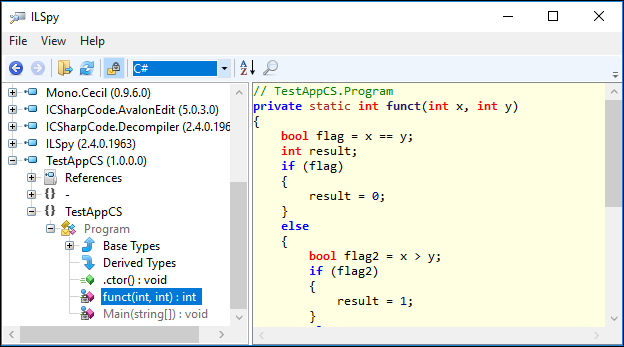 ILSpy
File View Help
C#
Mono.Cecil (0.9.6.0)
ICSharpCode.AvalonEdit (5.0.3.0)
ICSharpCode.Decompiler (2.4.0.1963
ILSpy (2.4.0.1963)
TestAppCS (1.0.0.0)
References
{} -
{} TestAppCS
Program
Base Types
Derived Types
.ctor() : void
funct(int, int) : int
Main(string[]) : void
// TestAppCS.Program
private static int funct(int x, int y)
{
bool flag = x == y;
int result;
if (flag)
{
result = 0;
}
else
{
bool flag2 = x > y;
if (flag2)
{
result = 1;
}